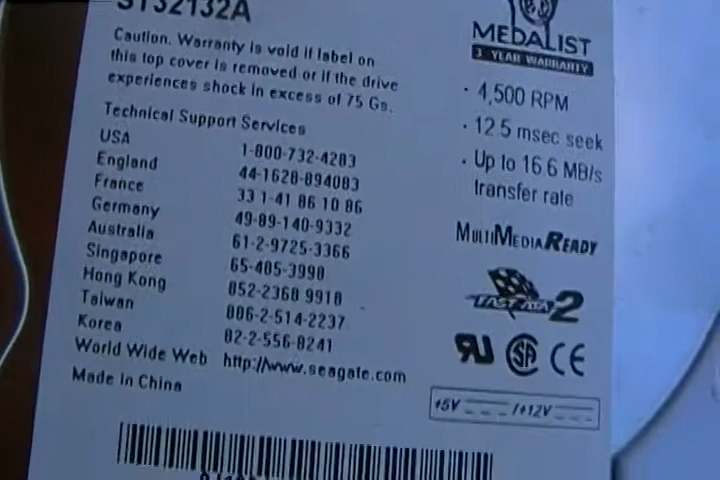 ST32132A
Caution. Warranty is void if label on
this top cover is removed or if the drive
experiences shock in excess of 75 Gs.
Technical Support Services
USA 1-800-732-4283
England 44-1628-894083
France 33 1-41 86 10 86
Germany 49-89-140-9332
Australia 61-2-9725-3366
Singapore 65-485-3998
Hong Kong 852-2368 9918
Taiwan 886-2-514-2237
Korea 82-2-556-8241
World Wide Web http://www.seagate.com
Made in China
MEDALIST
3 YEAR WARRANTY
· 4,500 RPM
· 12.5 msec seek
· Up to 16.6 MB/s
transfer rate
MULTIMEDIAREADY
FAST ATA 2
RU SA CE
+5V /+12V